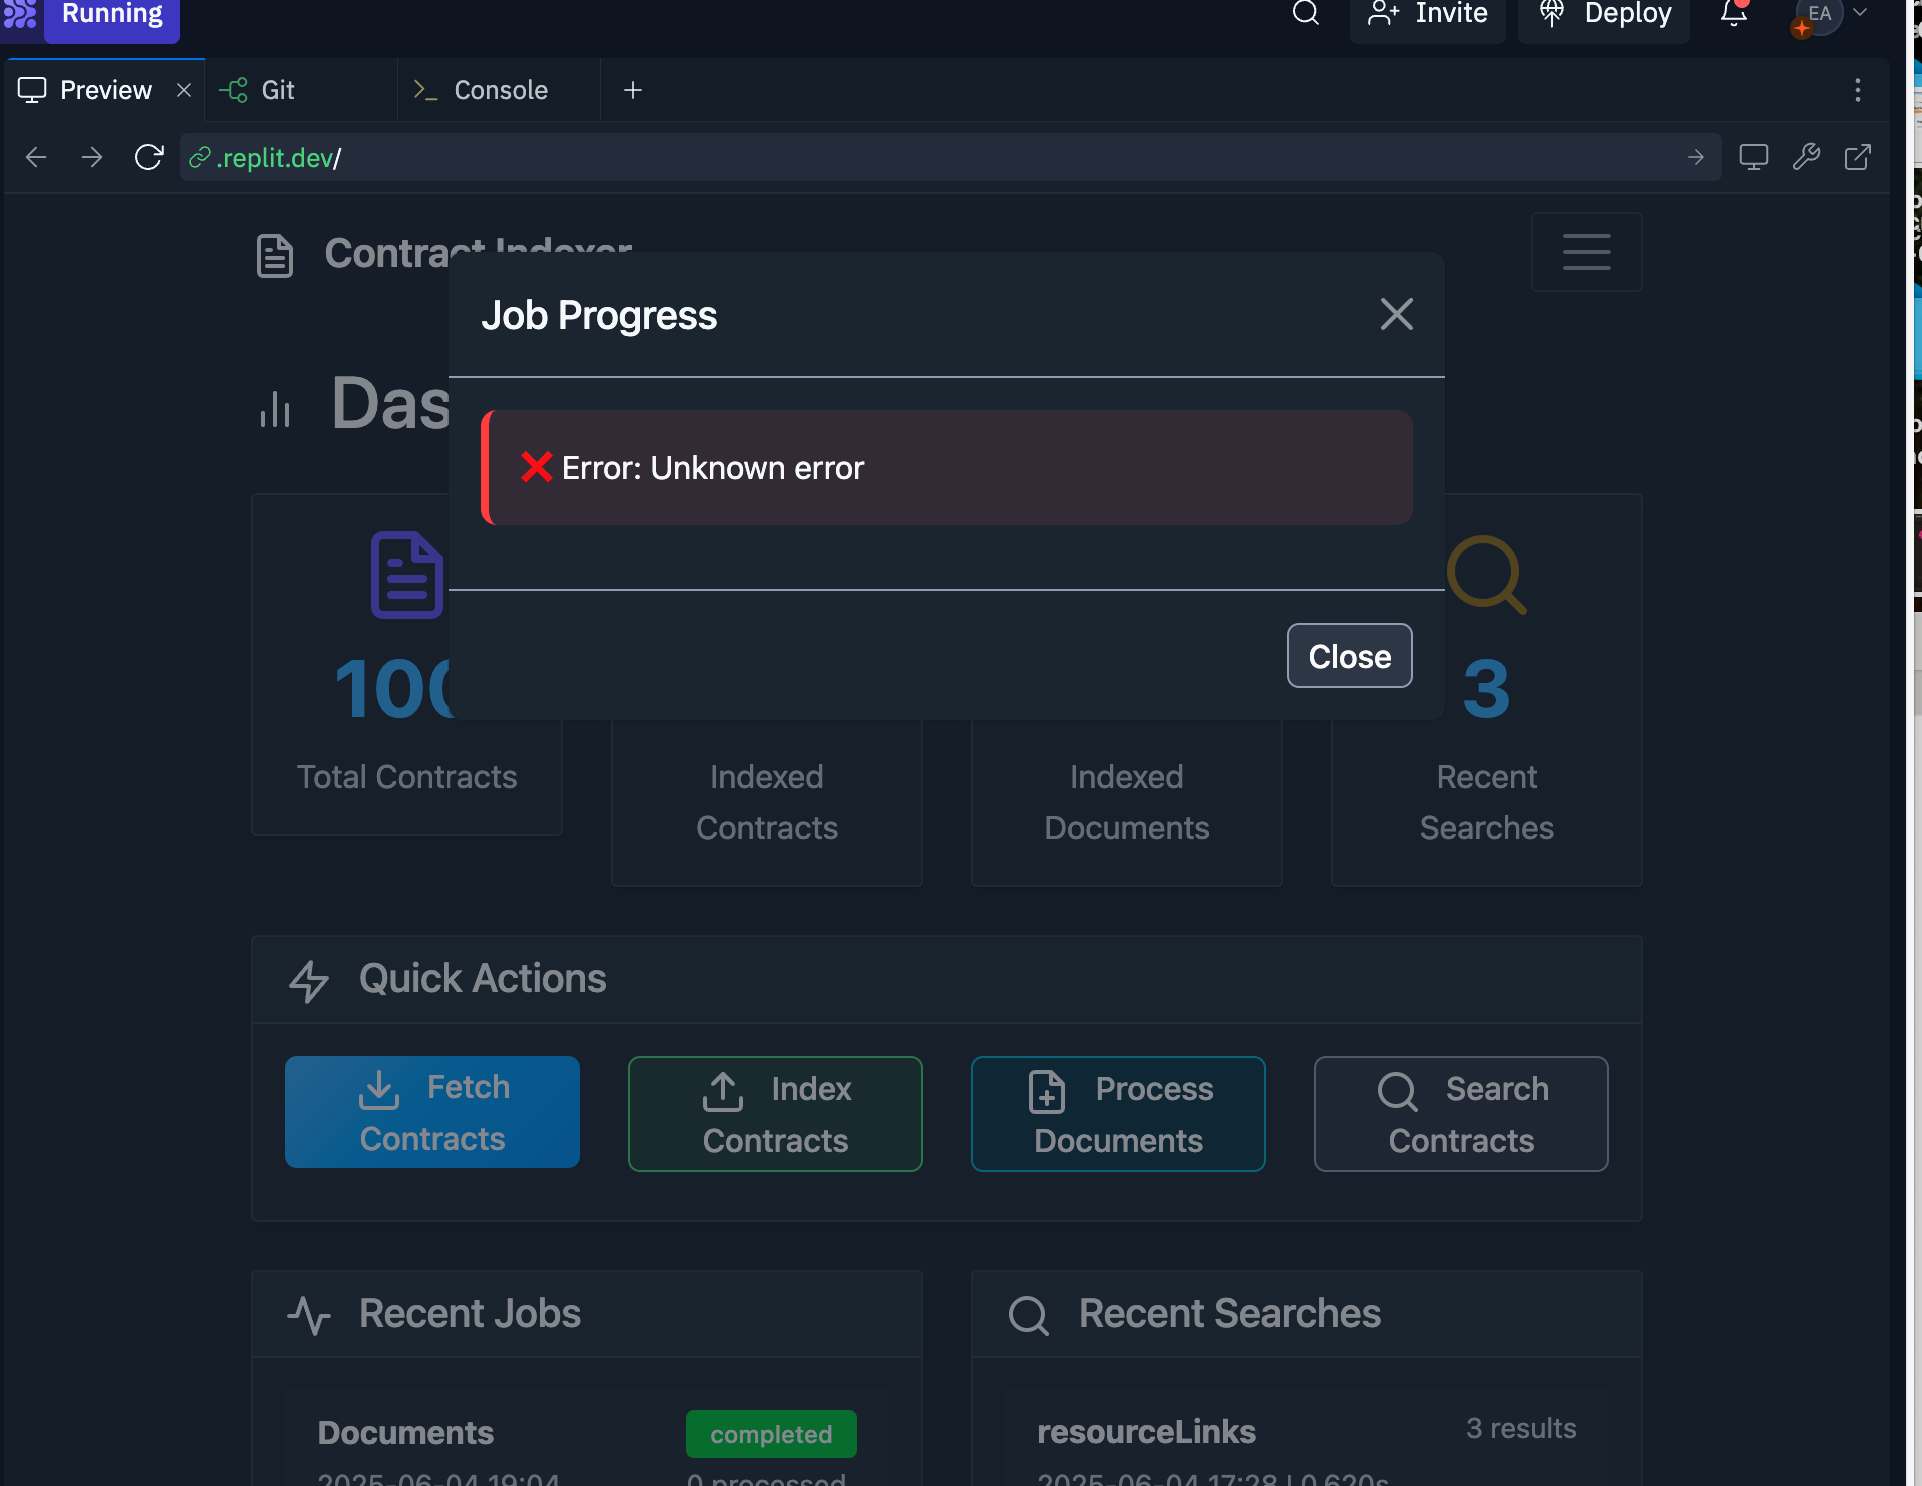 Running
Invite
Deploy
EA
Preview
Git
Console
.replit.dev/
Contract Indexer
Job Progress
Das
❌ Error: Unknown error
Close
100
3
Total Contracts
Indexed
Contracts
Indexed
Documents
Recent
Searches
Quick Actions
Fetch
Contracts
Index
Contracts
Process
Documents
Search
Contracts
Recent Jobs
Recent Searches
Documents
completed
2025-06-04 19:04
0 processed
resourceLinks
3 results
2025-06-04 17:28 | 0.620s